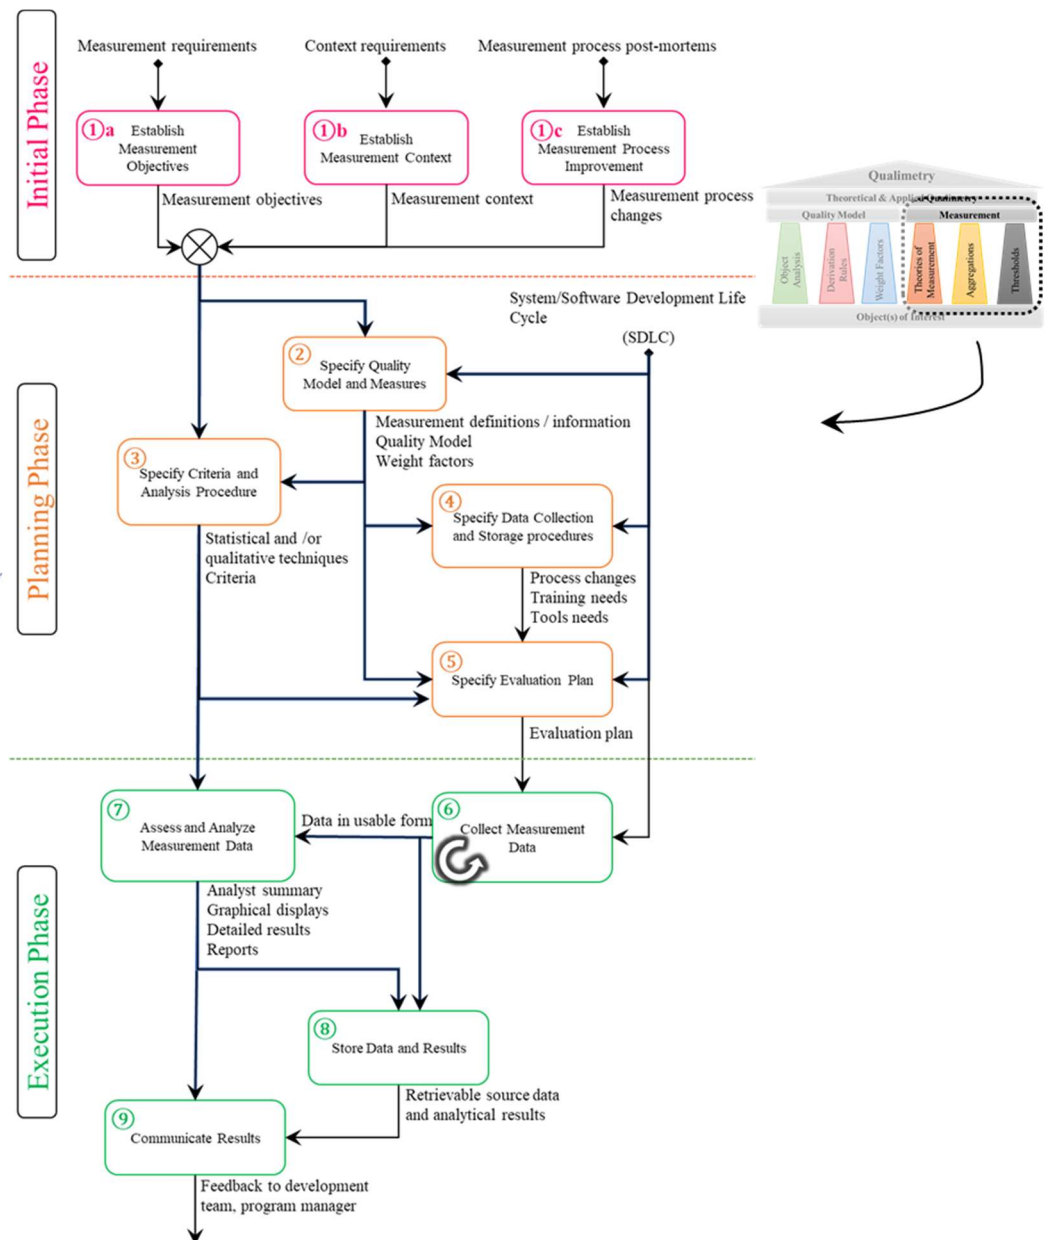 Initial Phase
Measurement requirements
Context requirements
Measurement process post-mortems
①a
Establish
Measurement
Objectives
①b
Establish
Measurement Context
①c
Establish
Measurement Process
Improvement
Measurement objectives
Measurement context
Measurement process
changes
Qualimetry
Theoretical & Applied Qualimetry
Quality Model
Measurement
Object
Analysis
Derivation
Rules
Weight Factors
Theories of
Measurement
Aggregations
Thresholds
Object(s) of Interest
System/Software Development Life
Cycle
(SDLC)
Planning Phase
②
Specify Quality
Model and Measures
Measurement definitions / information
Quality Model
Weight factors
③
Specify Criteria and
Analysis Procedure
④
Specify Data Collection
and Storage procedures
Statistical and /or
qualitative techniques
Criteria
Process changes
Training needs
Tools needs
⑤
Specify Evaluation Plan
Evaluation plan
Execution Phase
⑦
Assess and Analyze
Measurement Data
Data in usable form
⑥
Collect Measurement
Data
Analyst summary
Graphical displays
Detailed results
Reports
⑧
Store Data and Results
Retrievable source data
and analytical results
⑨
Communicate Results
Feedback to development
team, program manager